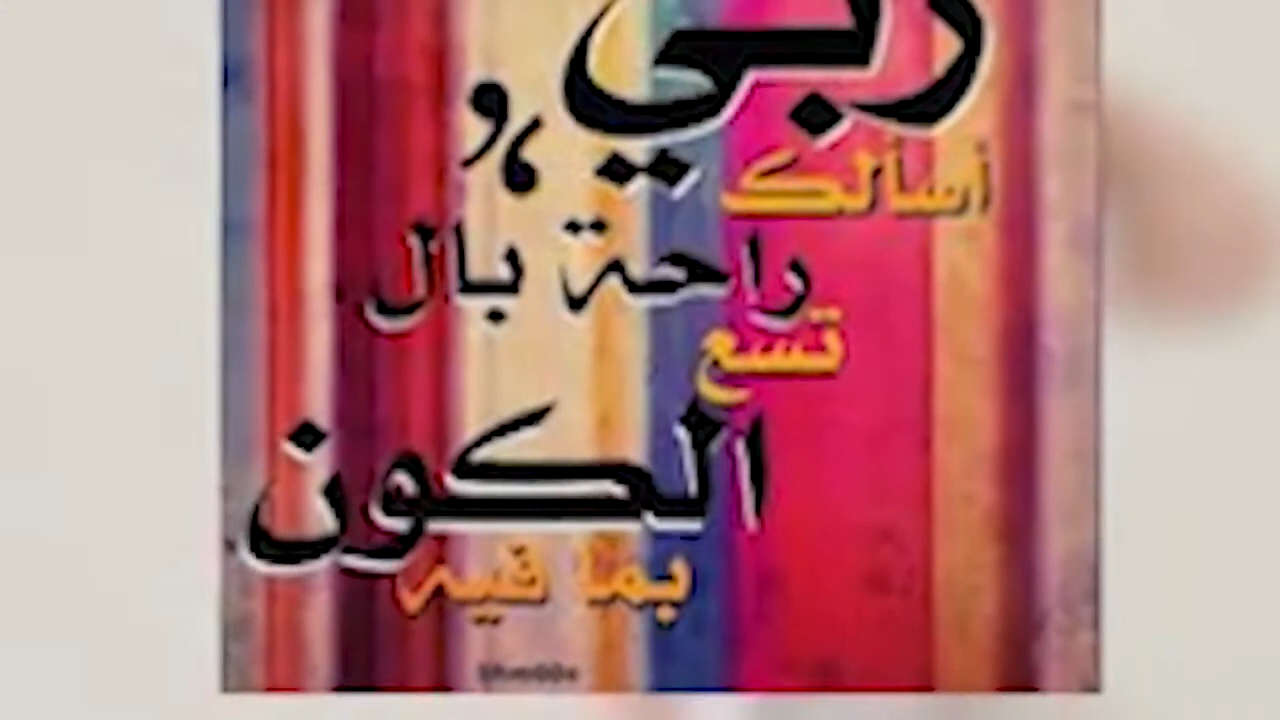 ربي
أسألك
راحة بال
تسع
الكون
بما فيه